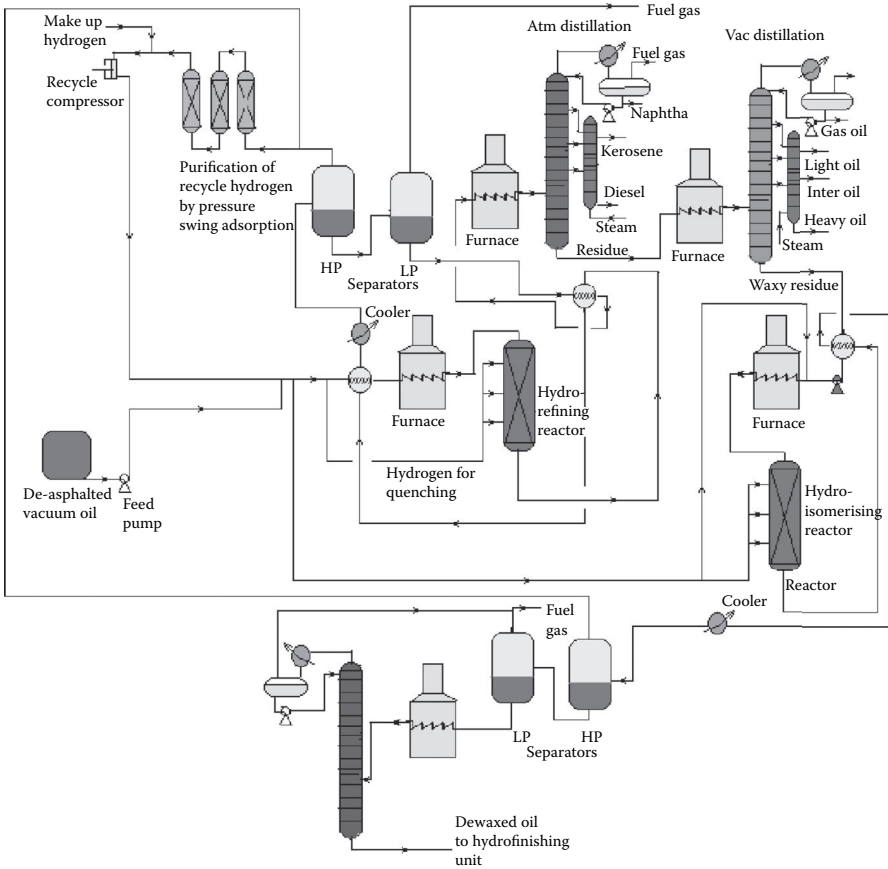 Make up
hydrogen
Recycle
compressor
Purification of
recycle hydrogen
by pressure
swing adsorption
HP
LP
Separators
Fuel gas
Atm distillation
Fuel gas
Naphtha
Kerosene
Diesel
Steam
Residue
Furnace
Vac distillation
Gas oil
Light oil
Inter oil
Heavy oil
Steam
Furnace
Waxy residue
Cooler
Furnace
Hydro-
refining
reactor
Hydrogen for
quenching
De-asphalted
vacuum oil
Feed
pump
Furnace
Hydro-
isomerising
reactor
Reactor
Cooler
Fuel
gas
LP
HP
Separators
Dewaxed oil
to hydrofinishing
unit